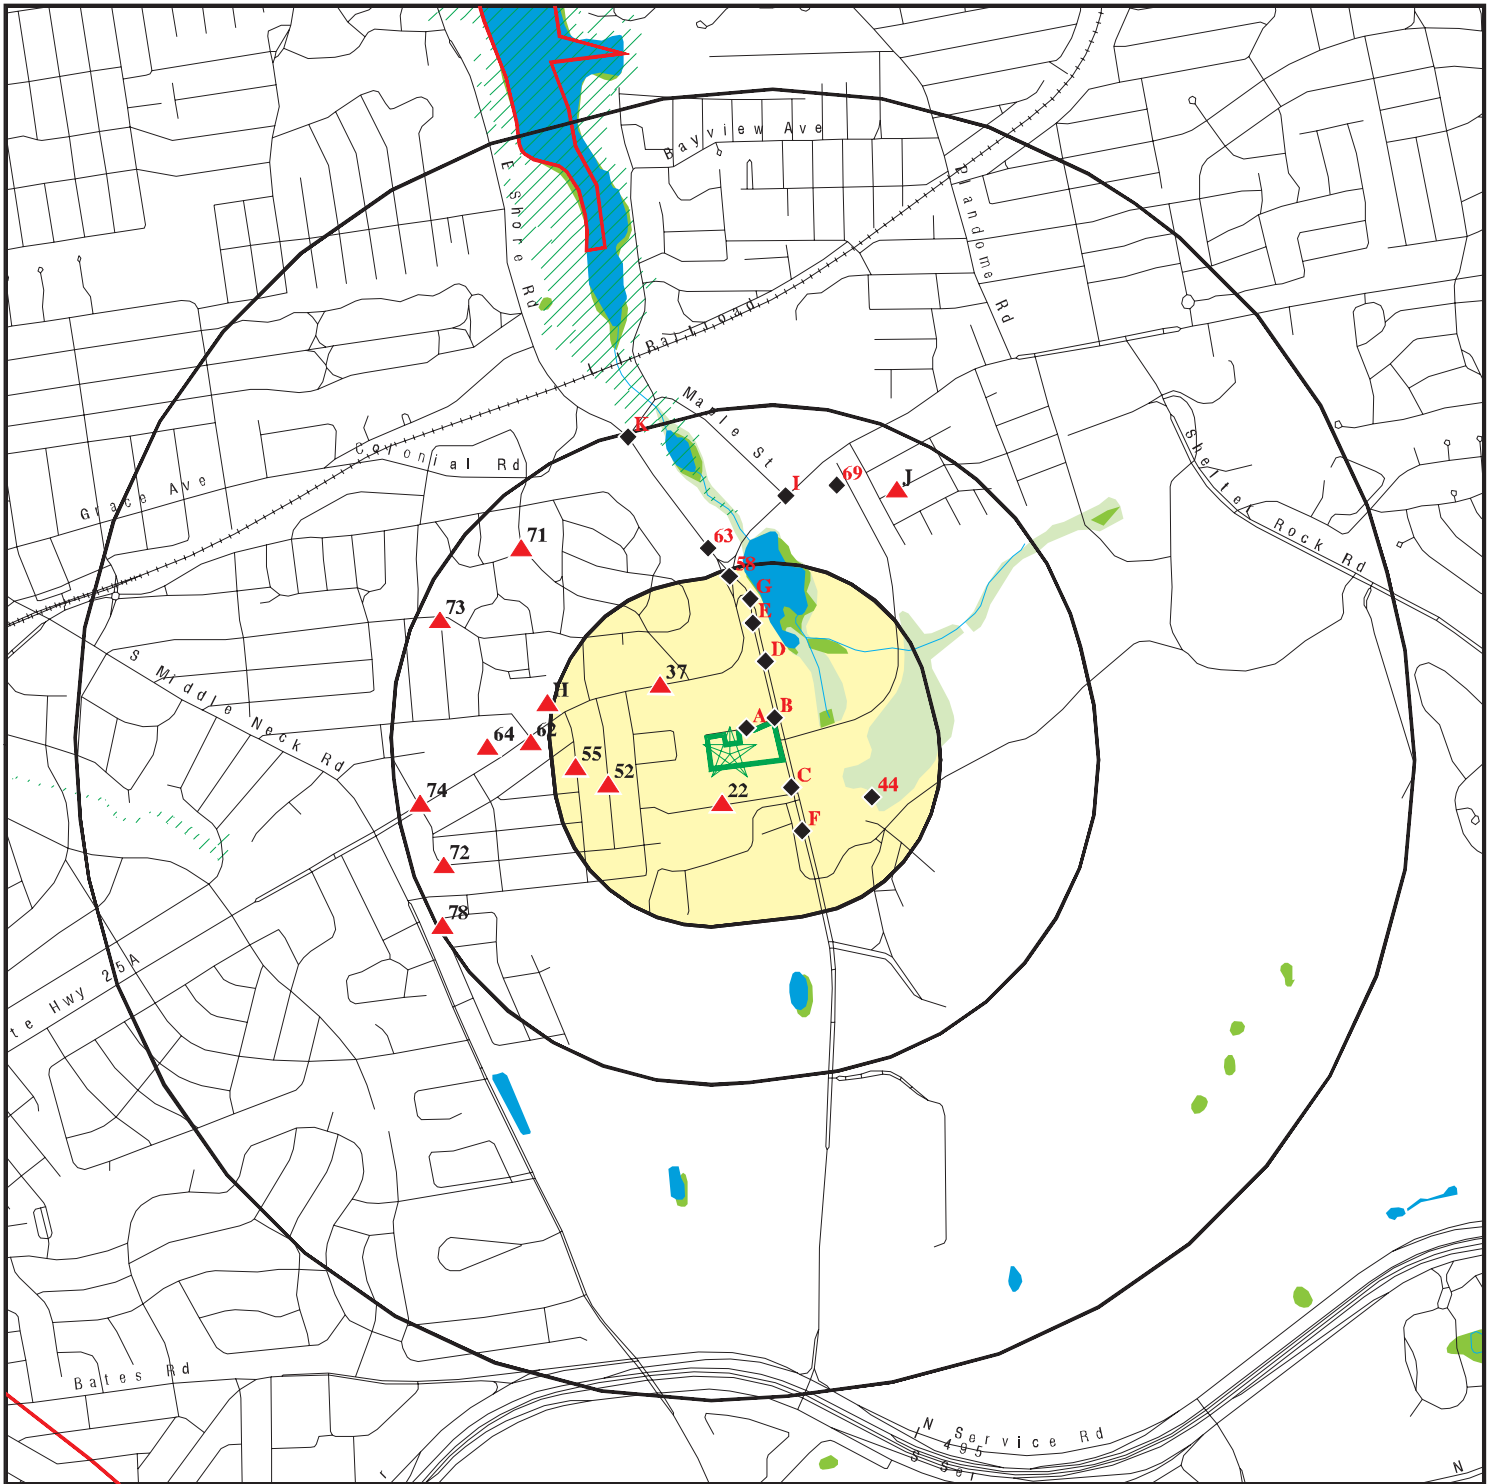 Bayview Ave
E Shore Rd
Plandome Rd
L I Railroad
Maple St
K
Colonial Rd
Grace Ave
I
69
J
Shelter Rock Rd
71
63
58
G
E
73
D
S Middle Neck Rd
37
H
B
A
64
62
55
52
C
44
74
22
F
72
78
te Hwy 25A
Bates Rd
N Service Rd
I 495
S Ser
r
N